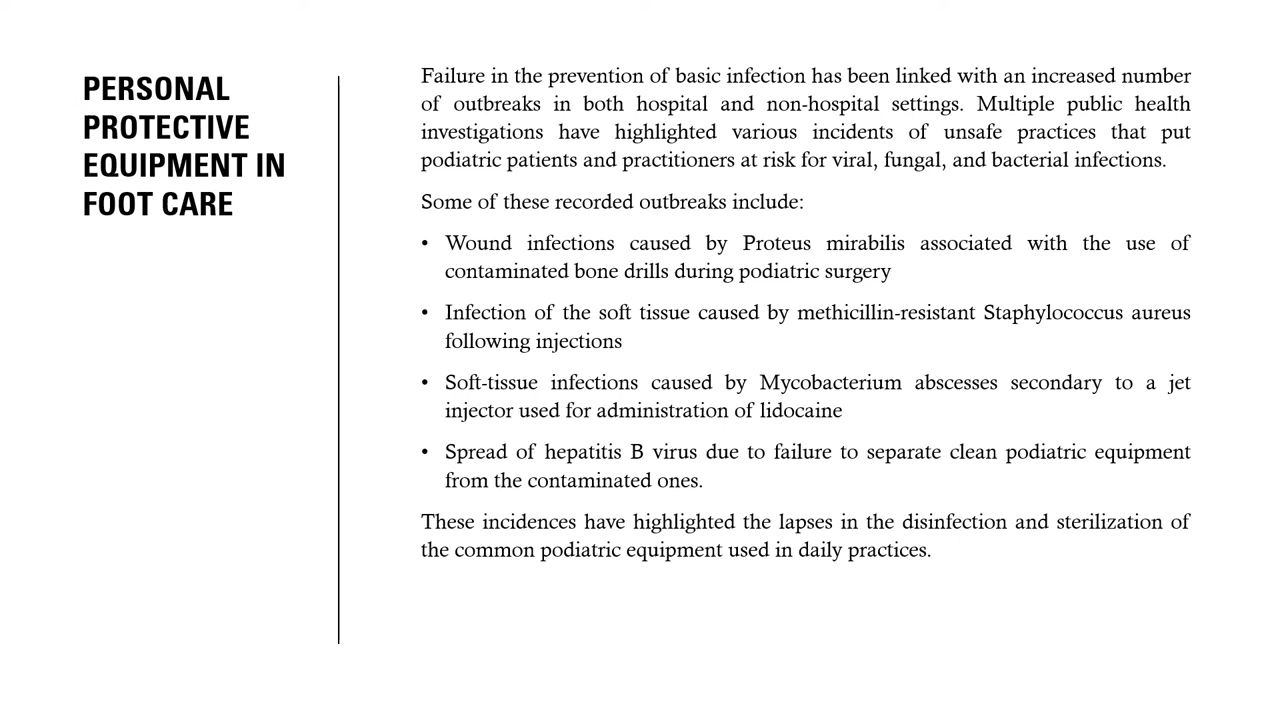 PERSONAL
PROTECTIVE
EQUIPMENT IN
FOOT CARE
Failure in the prevention of basic infection has been linked with an increased number
of outbreaks in both hospital and non-hospital settings. Multiple public health
investigations have highlighted various incidents of unsafe practices that put
podiatric patients and practitioners at risk for viral, fungal, and bacterial infections.
Some of these recorded outbreaks include:
• Wound infections caused by Proteus mirabilis associated with the use of
contaminated bone drills during podiatric surgery
• Infection of the soft tissue caused by methicillin-resistant Staphylococcus aureus
following injections
• Soft-tissue infections caused by Mycobacterium abscesses secondary to a jet
injector used for administration of lidocaine
• Spread of hepatitis B virus due to failure to separate clean podiatric equipment
from the contaminated ones.
These incidences have highlighted the lapses in the disinfection and sterilization of
the common podiatric equipment used in daily practices.